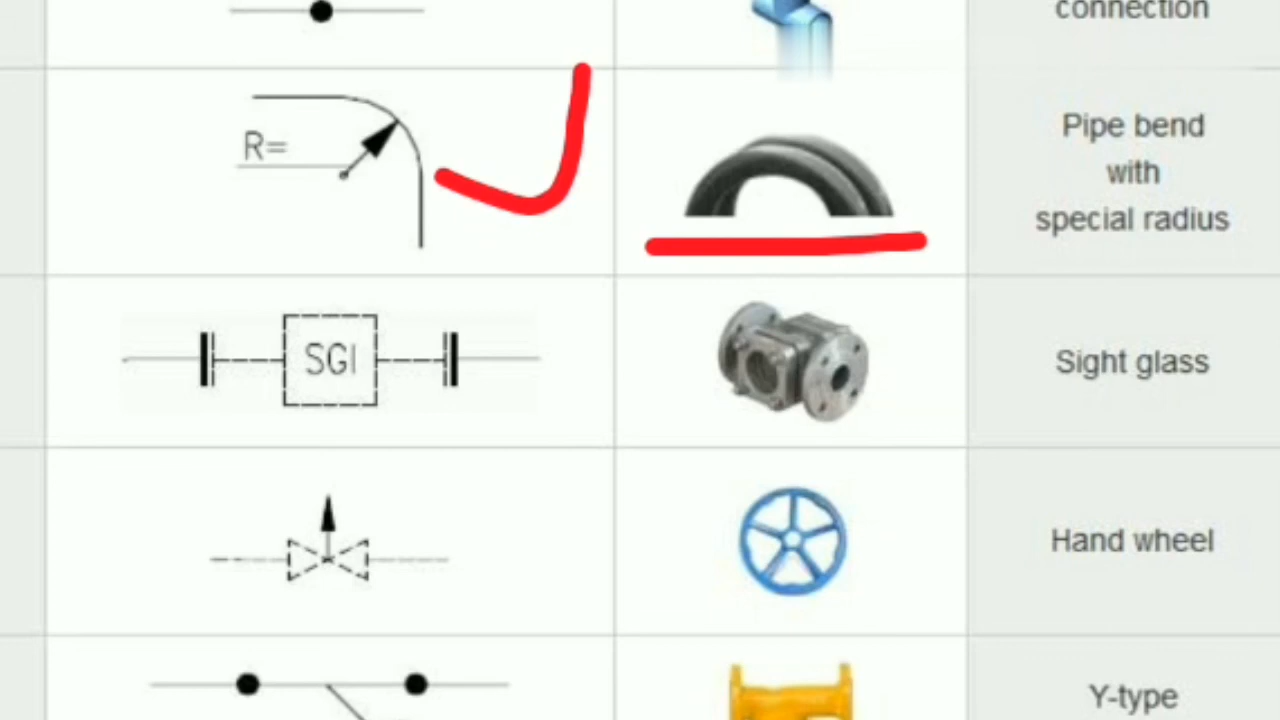 connection
R=
Pipe bend
with
special radius
SGI
Sight glass
Hand wheel
Y-type